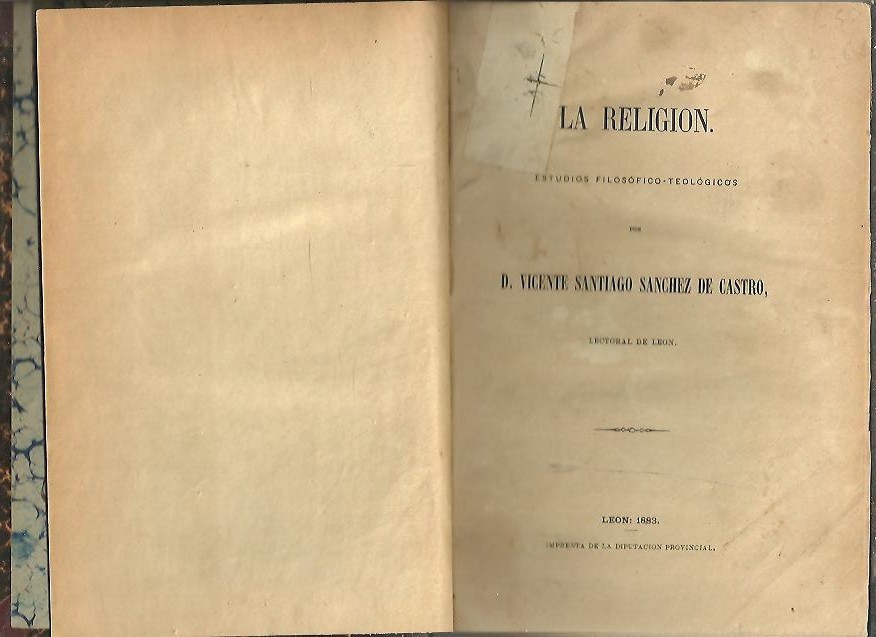 LA RELIGION.
ESTUDIOS FILOSÓFICO-TEOLÓGICOS
POR
D. VICENTE SANTIAGO SANCHEZ DE CASTRO,
LECTORAL DE LEON.
LEON: 1883.
IMPRENTA DE LA DIPUTACION PROVINCIAL.